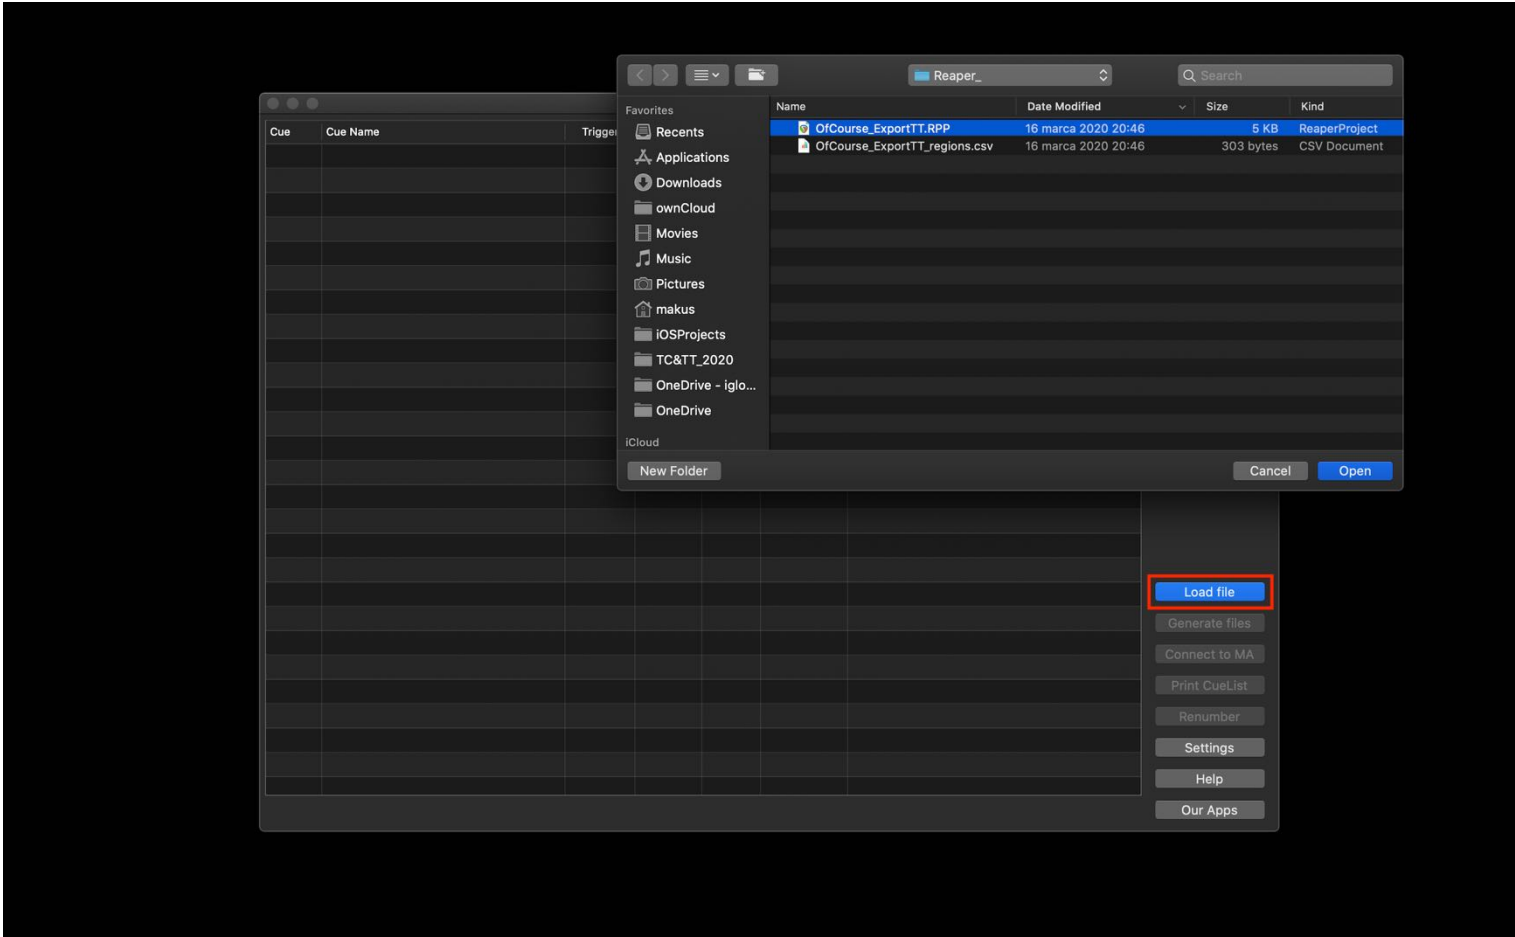 Reaper_
Search
Favorites
Recents
Applications
Downloads
ownCloud
Movies
Music
Pictures
makus
iOSProjects
TC&TT_2020
OneDrive - iglo...
OneDrive
iCloud
Name Date Modified Size Kind
OfCourse_ExportTT.RPP 16 marca 2020 20:46 5 KB ReaperProject
OfCourse_ExportTT_regions.csv 16 marca 2020 20:46 303 bytes CSV Document
New Folder Cancel Open
Cue Cue Name Trigger
Load file
Generate files
Connect to MA
Print CueList
Renumber
Settings
Help
Our Apps